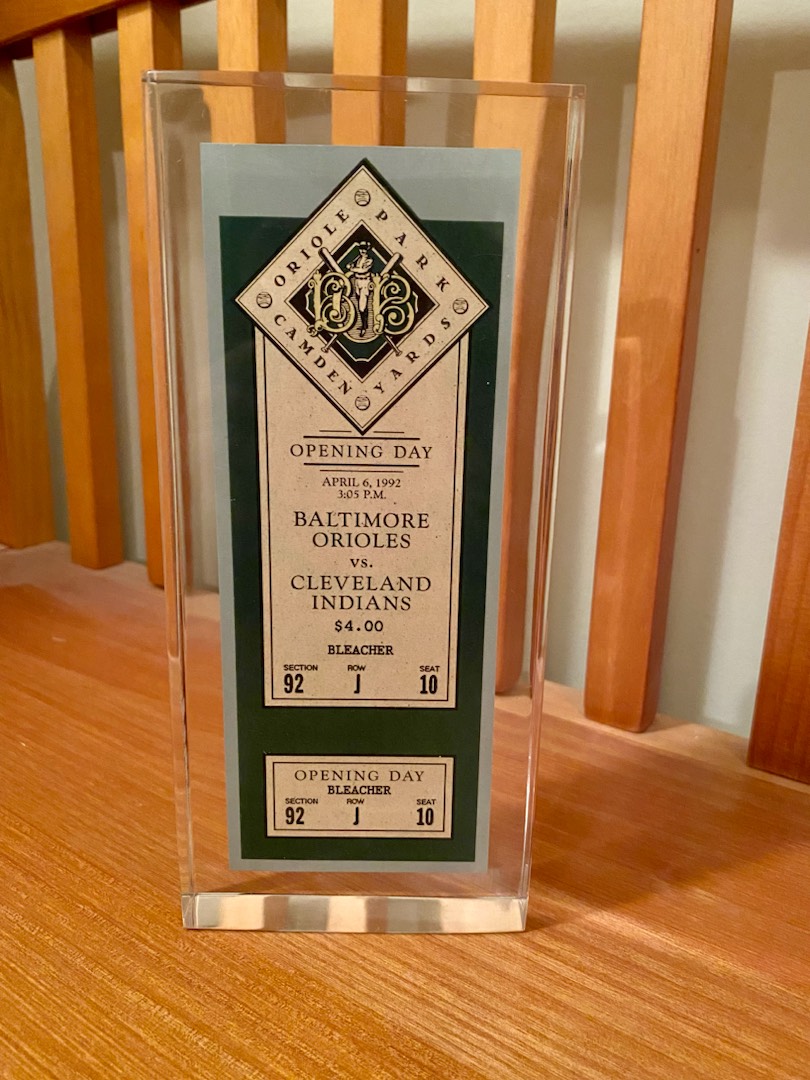 ORIOLE PARK
CAMDEN YARDS
BB
OPENING DAY
APRIL 6, 1992
3:05 P.M.
BALTIMORE
ORIOLES
vs.
CLEVELAND
INDIANS
$4.00
BLEACHER
SECTION ROW SEAT
92 J 10
OPENING DAY
BLEACHER
SECTION ROW SEAT
92 J 10